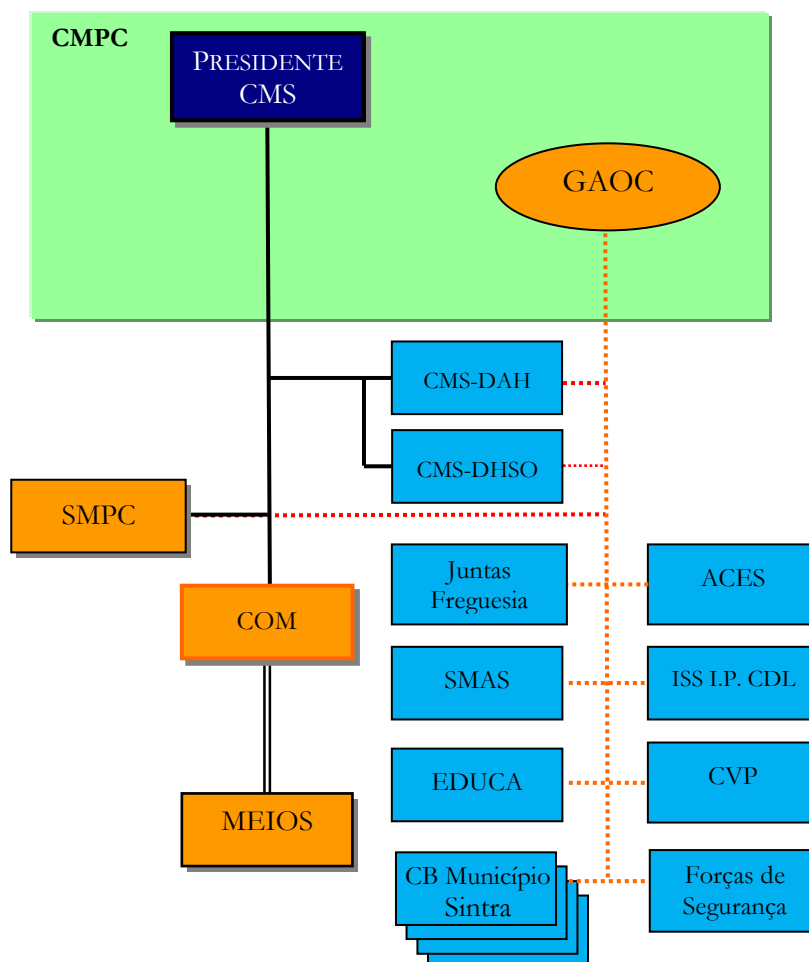 CMPC
PRESIDENTE
CMS
GAOC
CMS-DAH
CMS-DHSO
SMPC
Juntas
Freguesia
ACES
COM
SMAS
ISS I.P. CDL
EDUCA
CVP
MEIOS
CB Município
Sintra
Forças de
Segurança